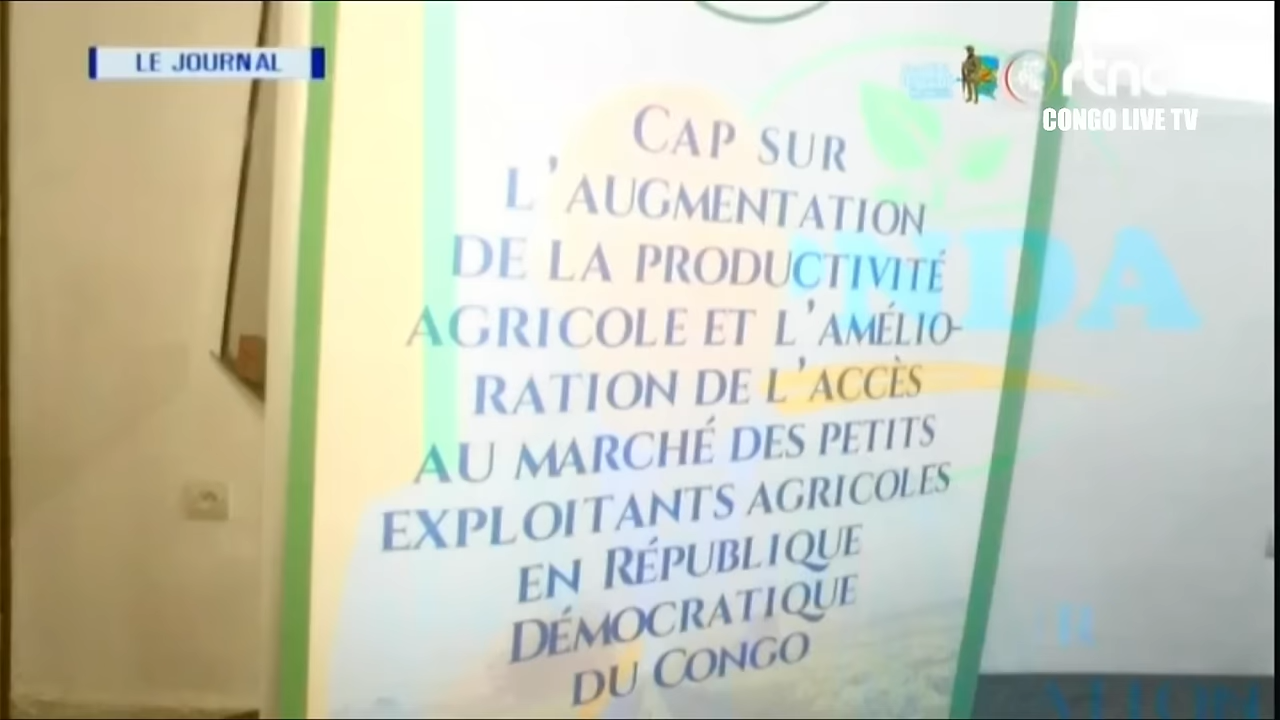 LE JOURNAL
rtnc
CONGO LIVE TV
CAP SUR
L'AUGMENTATION
DE LA PRODUCTIVITÉ
AGRICOLE ET L'AMÉLIO-
RATION DE L'ACCÈS
AU MARCHÉ DES PETITS
EXPLOITANTS AGRICOLES
EN RÉPUBLIQUE
DÉMOCRATIQUE
DU CONGO